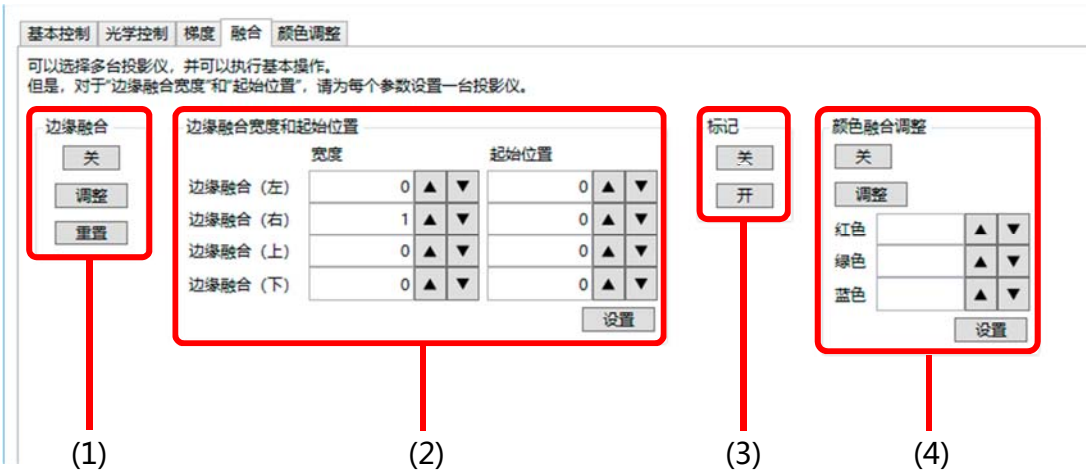 基本控制 光学控制 梯度 融合 颜色调整
可以选择多台投影仪，并可以执行基本操作。
但是，对于“边缘融合宽度”和“起始位置”，请为每个参数设置一台投影仪。
边缘融合
关
调整
重置
边缘融合宽度和起始位置
宽度 起始位置
边缘融合（左） 0 ▲ ▼ 0 ▲ ▼
边缘融合（右） 1 ▲ ▼ 0 ▲ ▼
边缘融合（上） 0 ▲ ▼ 0 ▲ ▼
边缘融合（下） 0 ▲ ▼ 0 ▲ ▼
设置
标记
关
开
颜色融合调整
关
调整
红色 ▲ ▼
绿色 ▲ ▼
蓝色 ▲ ▼
设置
(1) (2) (3) (4)